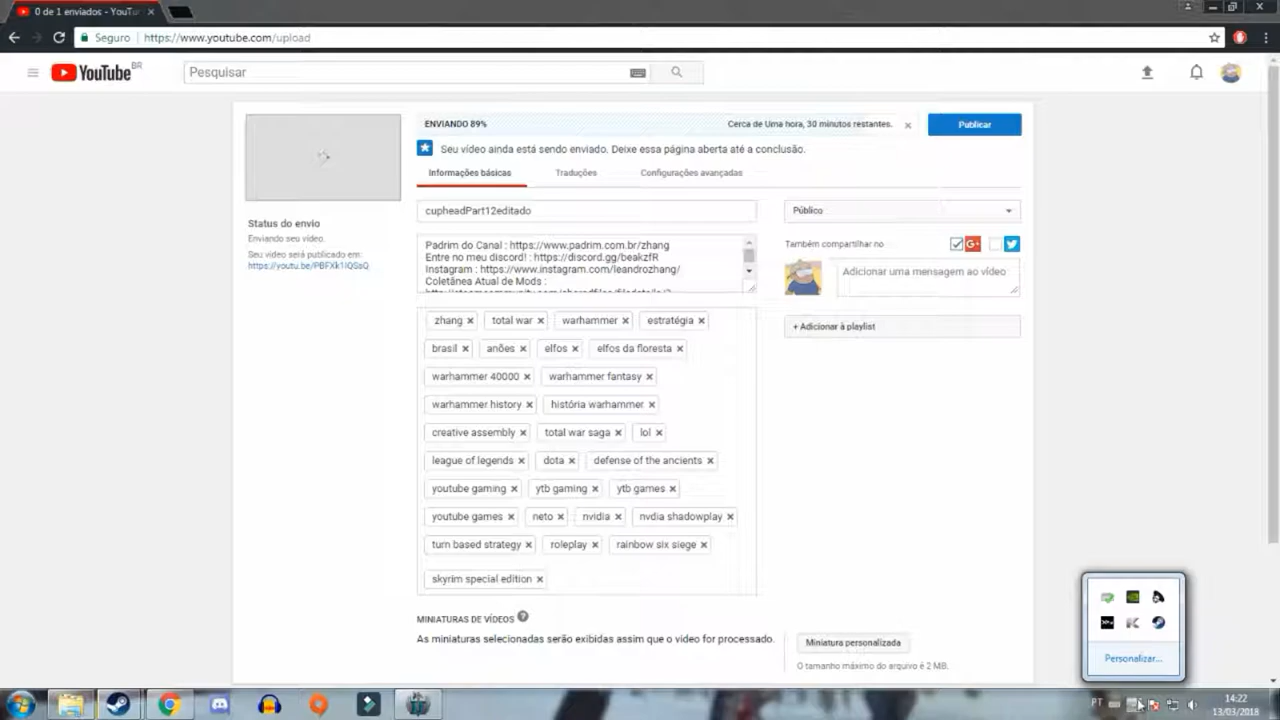 0 de 1 enviados - YouTu
Seguro
https://www.youtube.com/upload
YouTube BR
Pesquisar
ENVIANDO 89%
Cerca de Uma hora, 30 minutos restantes.
Publicar
Seu vídeo ainda está sendo enviado. Deixe essa página aberta até a conclusão.
Informações básicas
Traduções
Configurações avançadas
Status do envio
Enviando seu vídeo.
Seu vídeo será publicado em:
cupheadPart12editado
Público
Padrim do Canal : https://www.padrim.com.br/zhang
Entre no meu discord! : https://discord.gg/beakzfR
Instagram : https://www.instagram.com/leandrozhang/
Coletânea Atual de Mods :
Também compartilhar no
G+
Adicionar uma mensagem ao vídeo
+ Adicionar à playlist
zhang × total war × warhammer × estratégia ×
brasil × anões × elfos × elfos da floresta ×
warhammer 40000 × warhammer fantasy ×
warhammer history × história warhammer ×
creative assembly × total war saga × lol ×
league of legends × dota × defense of the ancients ×
youtube gaming × ytb gaming × ytb games ×
youtube games × neto × nvidia × nvdia shadowplay ×
turn based strategy × roleplay × rainbow six siege ×
skyrim special edition ×
MINIATURAS DE VÍDEOS ?
As miniaturas selecionadas serão exibidas assim que o vídeo for processado.
Miniatura personalizada
O tamanho máximo do arquivo é 2 MB.
Personalizar...
PT
14:22
13/03/2018